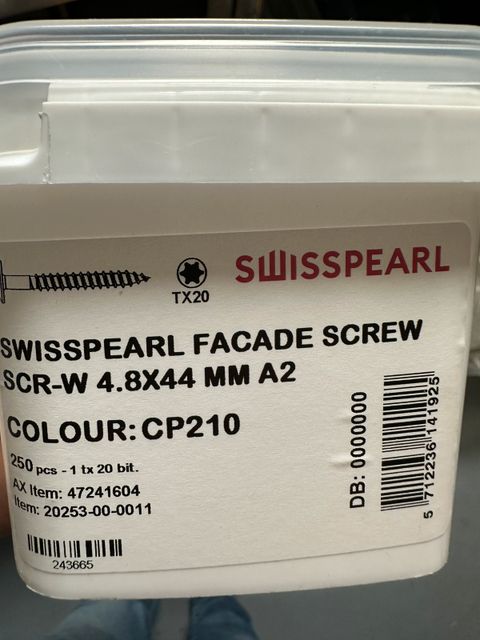 SWISSPEARL
TX20
SWISSPEARL FACADE SCREW
SCR-W 4.8X44 MM A2
COLOUR: CP210
250 pcs - 1 tx 20 bit.
AX Item: 47241604
Item: 20253-00-0011
243665
DB: 0000000
5 712236 141925